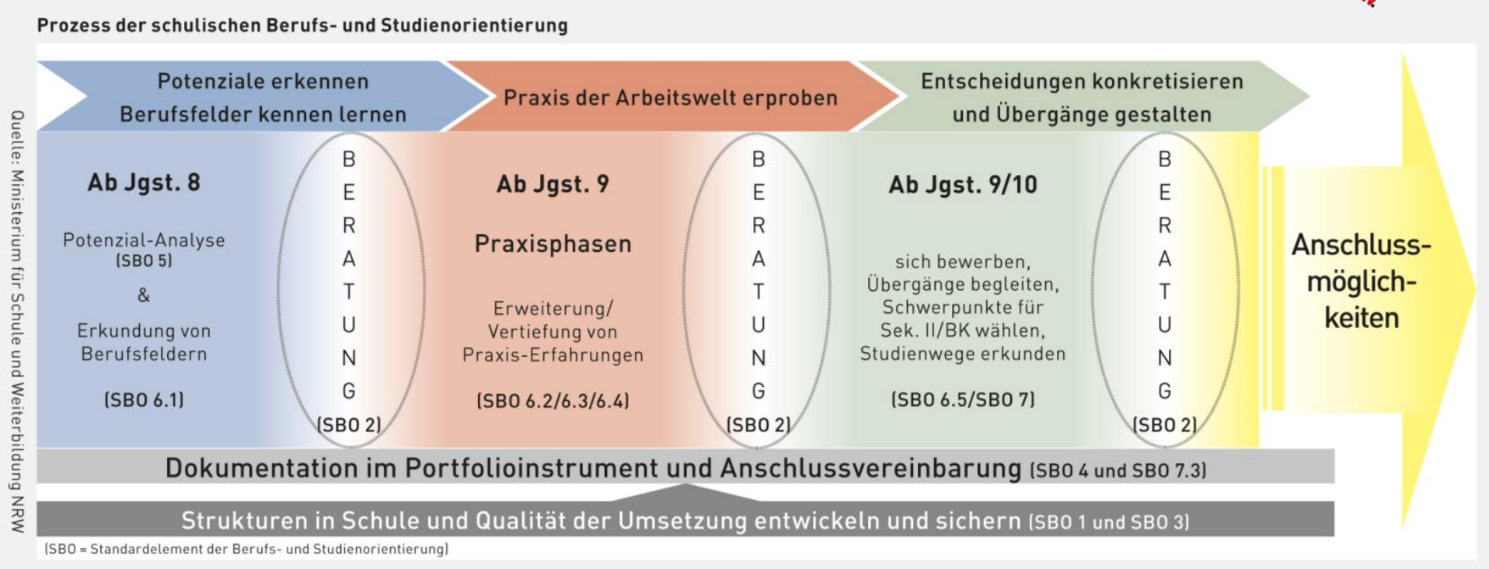 Prozess der schulischen Berufs- und Studienorientierung
Quelle: Ministerium für Schule und Weiterbildung NRW
Potenziale erkennen
Berufsfelder kennen lernen
Praxis der Arbeitswelt erproben
Entscheidungen konkretisieren
und Übergänge gestalten
Ab Jgst. 8
Potenzial-Analyse
(SBO 5)
&
Erkundung von
Berufsfeldern
(SBO 6.1)
BERATUNG
(SBO 2)
Ab Jgst. 9
Praxisphasen
Erweiterung/
Vertiefung von
Praxis-Erfahrungen
(SBO 6.2/6.3/6.4)
BERATUNG
(SBO 2)
Ab Jgst. 9/10
sich bewerben,
Übergänge begleiten,
Schwerpunkte für
Sek. II/BK wählen,
Studienwege erkunden
(SBO 6.5/SBO 7)
BERATUNG
(SBO 2)
Anschluss-
möglich-
keiten
Dokumentation im Portfolioinstrument und Anschlussvereinbarung (SBO 4 und SBO 7.3)
Strukturen in Schule und Qualität der Umsetzung entwickeln und sichern (SBO 1 und SBO 3)
(SBO = Standardelement der Berufs- und Studienorientierung)